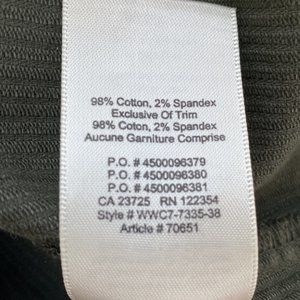 98% Cotton, 2% Spandex
Exclusive Of Trim
98% Coton, 2% Spandex
Aucune Garniture Comprise
P.O. # 4500096379
P.O. # 4500096380
P.O. # 4500096381
CA 23725 RN 122354
Style # WWC7-7335-38
Article # 70651